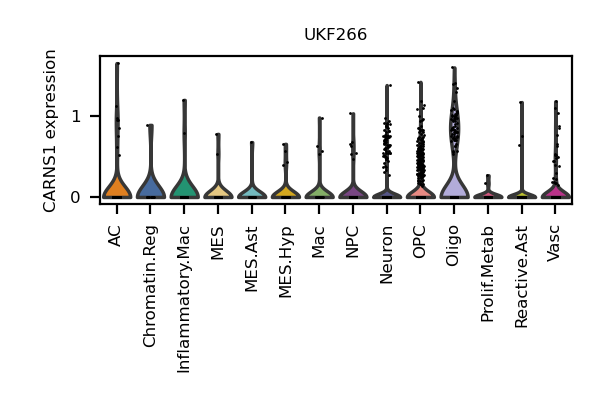 UKF266
CARNS1 expression
1
0
AC
Chromatin.Reg
Inflammatory.Mac
MES
MES.Ast
MES.Hyp
Mac
NPC
Neuron
OPC
Oligo
Prolif.Metab
Reactive.Ast
Vasc